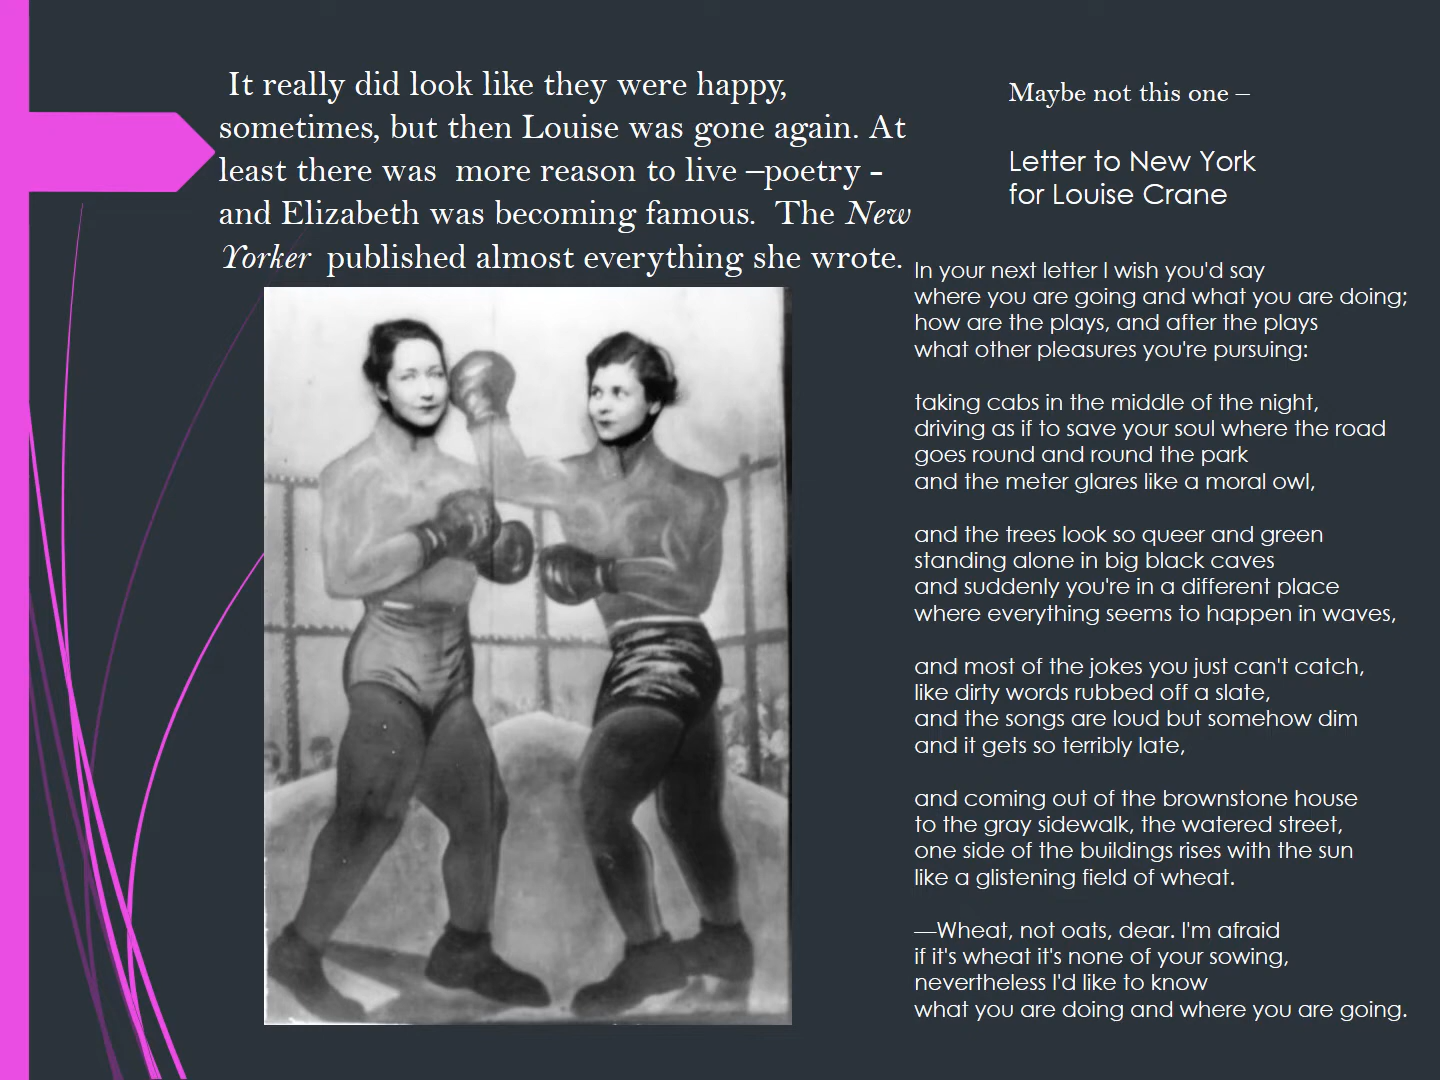 It really did look like they were happy,
sometimes, but then Louise was gone again. At
least there was  more reason to live –poetry -
and Elizabeth was becoming famous.  The New
Yorker  published almost everything she wrote.
Maybe not this one –
Letter to New York
for Louise Crane
In your next letter I wish you'd say
where you are going and what you are doing;
how are the plays, and after the plays
what other pleasures you're pursuing:
taking cabs in the middle of the night,
driving as if to save your soul where the road
goes round and round the park
and the meter glares like a moral owl,
and the trees look so queer and green
standing alone in big black caves
and suddenly you're in a different place
where everything seems to happen in waves,
and most of the jokes you just can't catch,
like dirty words rubbed off a slate,
and the songs are loud but somehow dim
and it gets so terribly late,
and coming out of the brownstone house
to the gray sidewalk, the watered street,
one side of the buildings rises with the sun
like a glistening field of wheat.
—Wheat, not oats, dear. I'm afraid
if it's wheat it's none of your sowing,
nevertheless I'd like to know
what you are doing and where you are going.